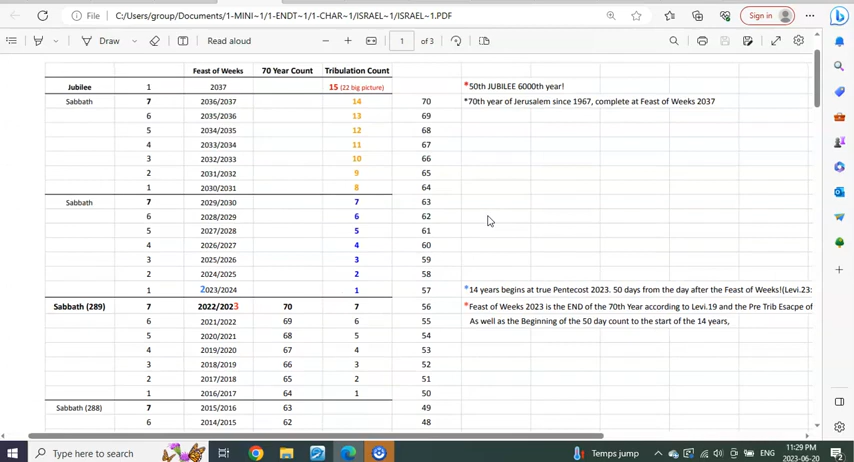 C:/Users/group/Documents/1-MINI~1/1-ENDT~1/1-CHAR~1/ISRAEL~1/ISRAEL~1.PDF
Sign in
Draw
Read aloud
1 of 3
Feast of Weeks 70 Year Count Tribulation Count
Jubilee 1 2037 15 (22 big picture) *50th JUBILEE 6000th year!
Sabbath 7 2036/2037 14 70 *70th year of Jerusalem since 1967, complete at Feast of Weeks 2037
6 2035/2036 13 69
5 2034/2035 12 68
4 2033/2034 11 67
3 2032/2033 10 66
2 2031/2032 9 65
1 2030/2031 8 64
Sabbath 7 2029/2030 7 63
6 2028/2029 6 62
5 2027/2028 5 61
4 2026/2027 4 60
3 2025/2026 3 59
2 2024/2025 2 58
1 2023/2024 1 57 *14 years begins at true Pentecost 2023. 50 days from the day after the Feast of Weeks!(Levi.23:
Sabbath (289) 7 2022/2023 70 7 56 *Feast of Weeks 2023 is the END of the 70th Year according to Levi.19 and the Pre Trib Esacpe of
6 2021/2022 69 6 55 As well as the Beginning of the 50 day count to the start of the 14 years,
5 2020/2021 68 5 54
4 2019/2020 67 4 53
3 2018/2019 66 3 52
2 2017/2018 65 2 51
1 2016/2017 64 1 50
Sabbath (288) 7 2015/2016 63 49
6 2014/2015 62 48
Type here to search
Temps jump
ENG
11:29 PM
2023-06-20
2